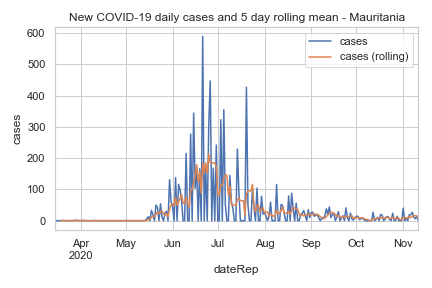 New COVID-19 daily cases and 5 day rolling mean - Mauritania
600
500
400
300
200
100
0
cases
cases
cases (rolling)
Apr
2020
May
Jun
Jul
Aug
Sep
Oct
Nov
dateRep